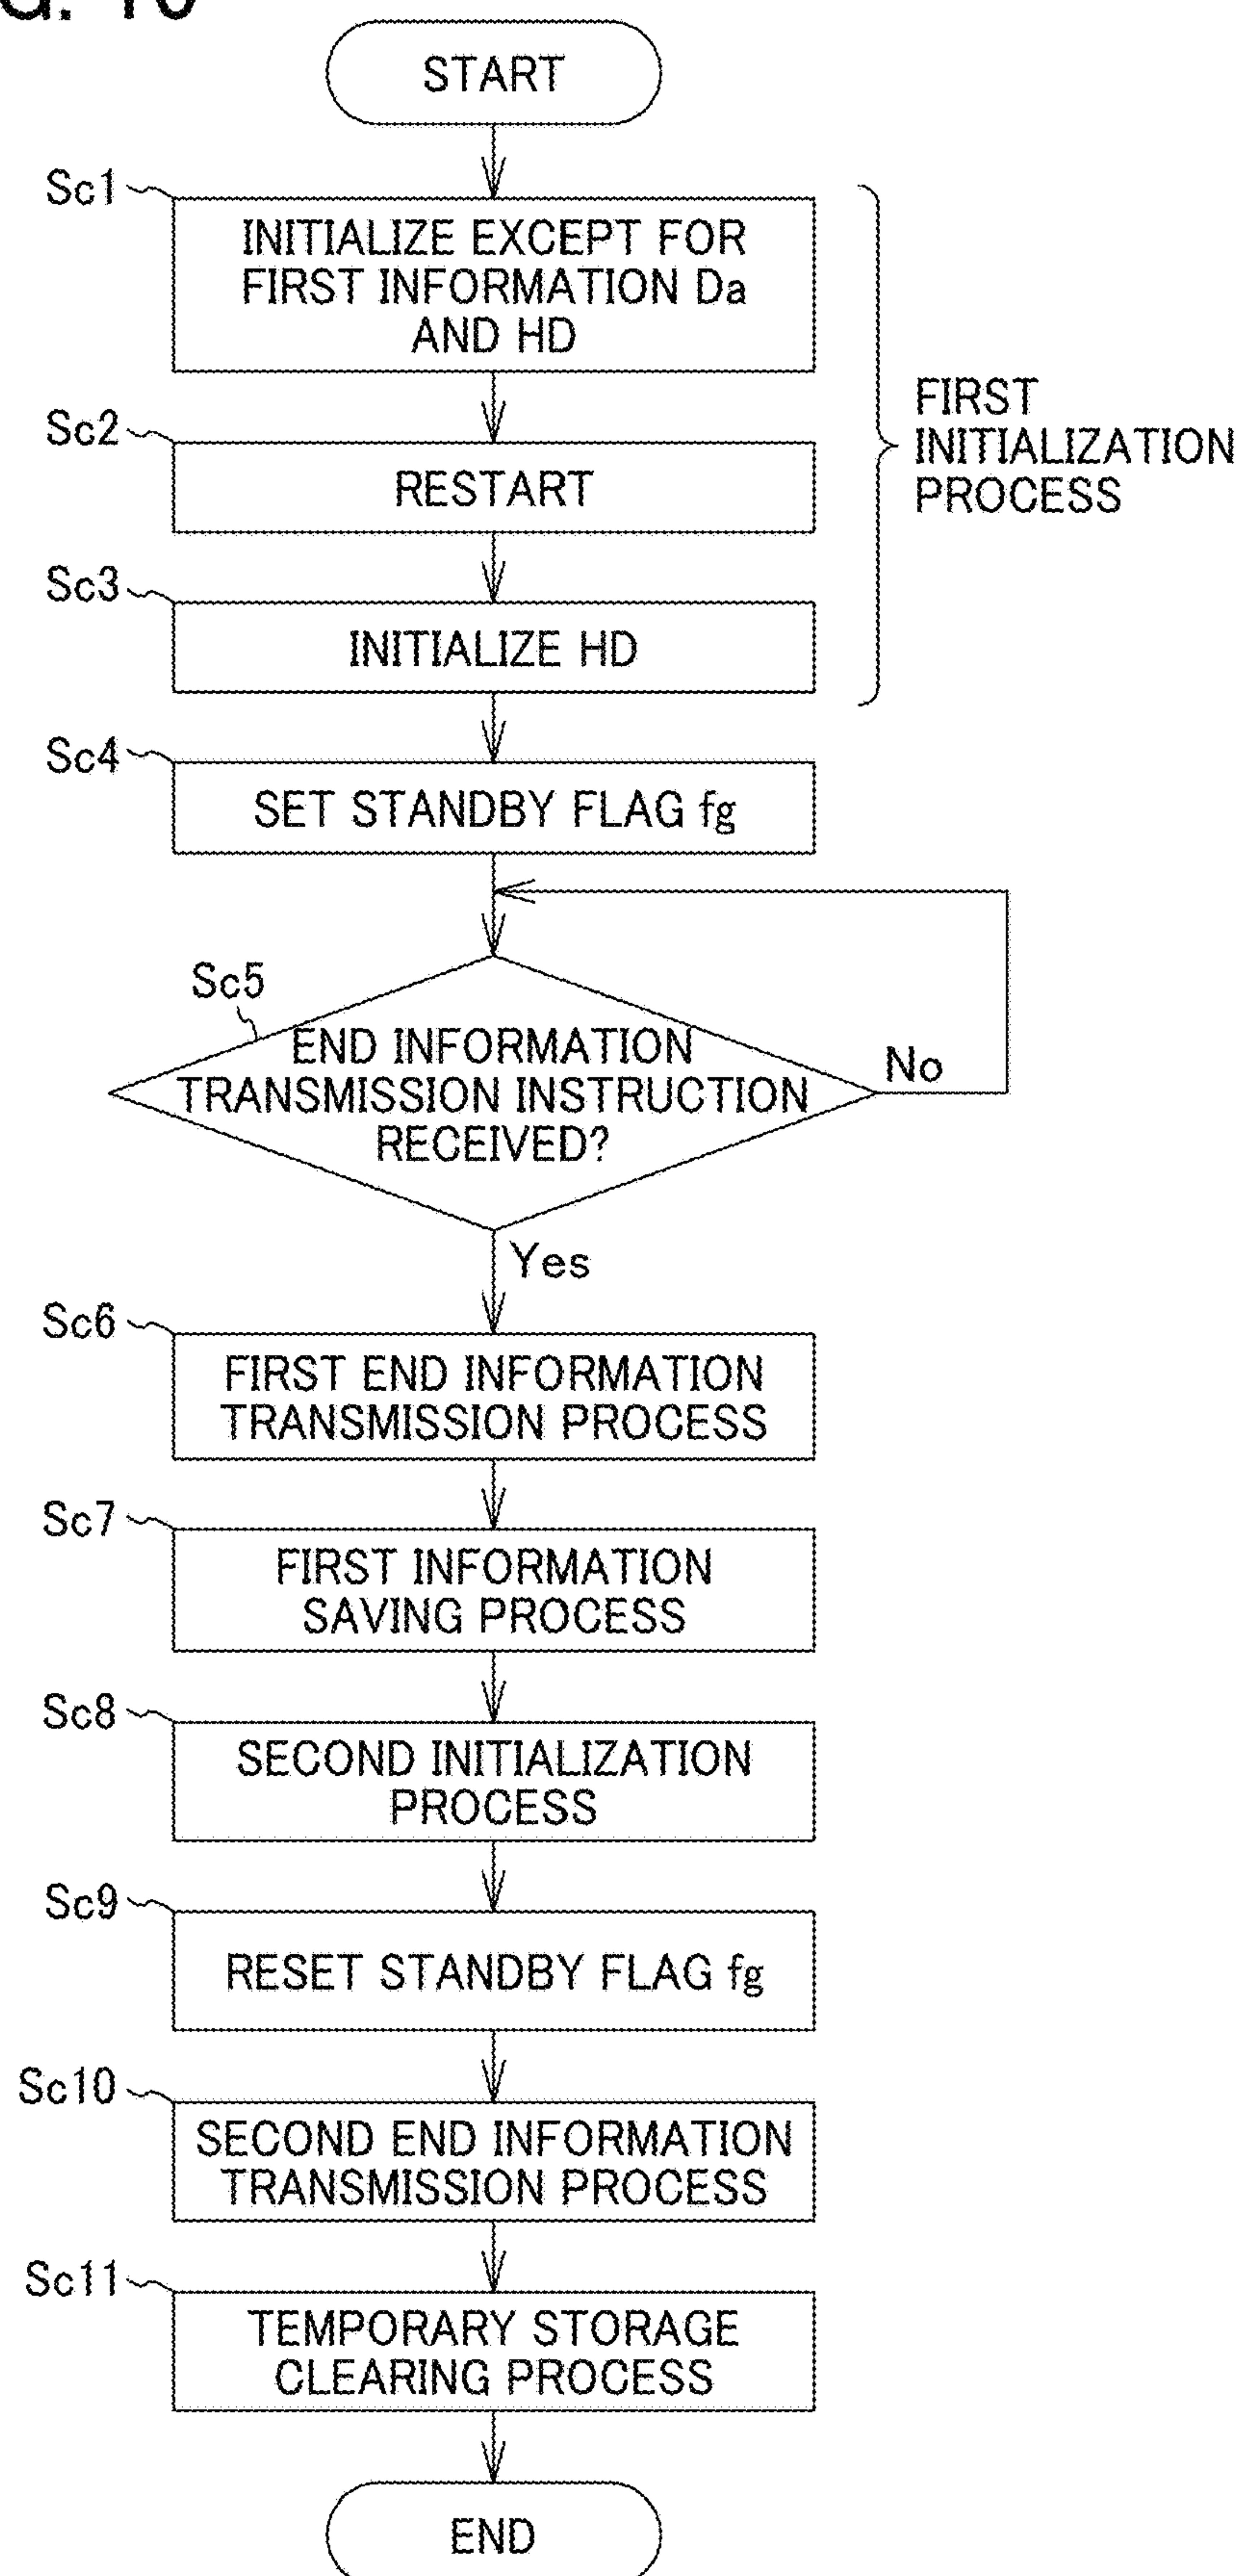 START
Sc1
INITIALIZE EXCEPT FOR
FIRST INFORMATION Da
AND HD
Sc2
RESTART
Sc3
INITIALIZE HD
FIRST
INITIALIZATION
PROCESS
Sc4
SET STANDBY FLAG fg
Sc5
END INFORMATION
TRANSMISSION INSTRUCTION
RECEIVED?
No
Yes
Sc6
FIRST END INFORMATION
TRANSMISSION PROCESS
Sc7
FIRST INFORMATION
SAVING PROCESS
Sc8
SECOND INITIALIZATION
PROCESS
Sc9
RESET STANDBY FLAG fg
Sc10
SECOND END INFORMATION
TRANSMISSION PROCESS
Sc11
TEMPORARY STORAGE
CLEARING PROCESS
END